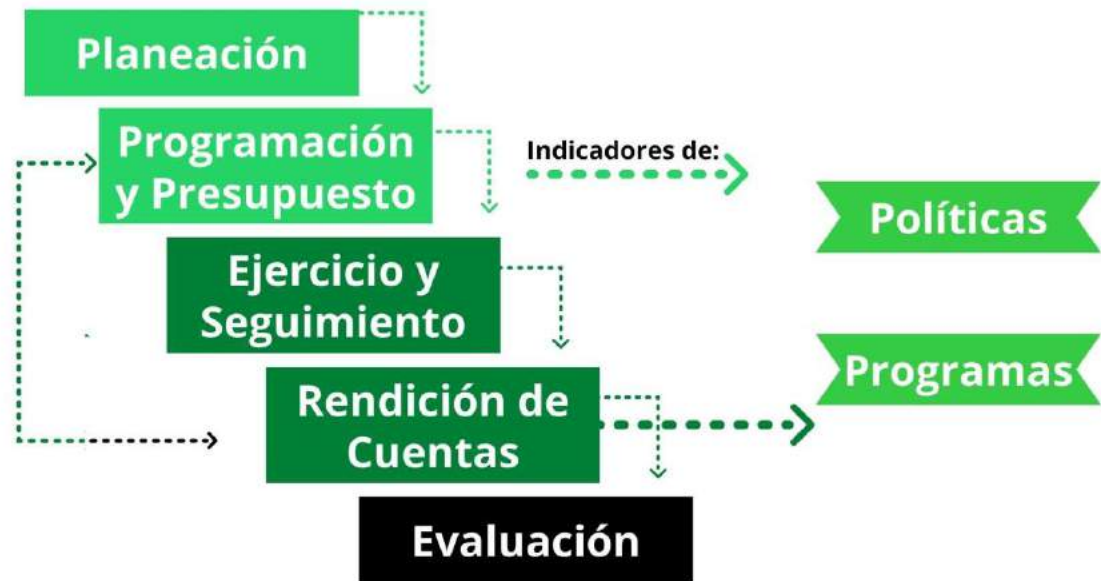 Planeación
Programación
y Presupuesto
Indicadores de:
Políticas
Ejercicio y
Seguimiento
Programas
Rendición de
Cuentas
Evaluación